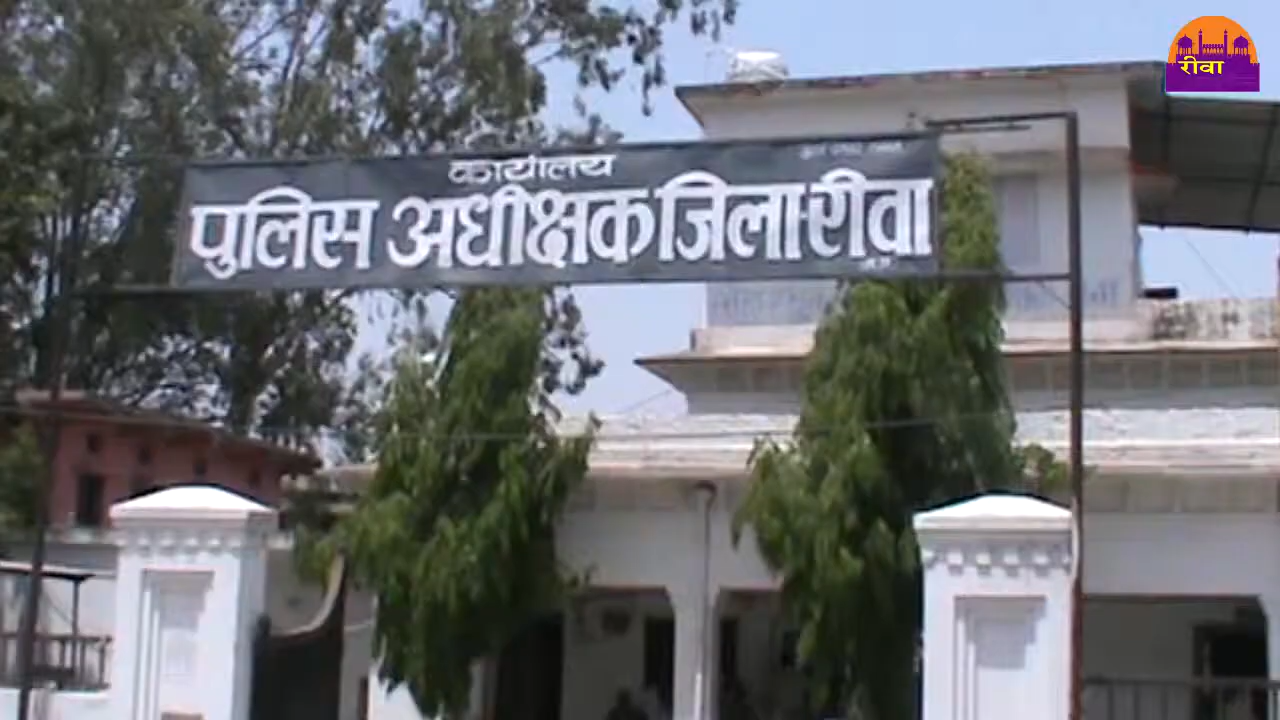 रीवा
कार्यालय
पुलिस अधीक्षक जिला-रीवा